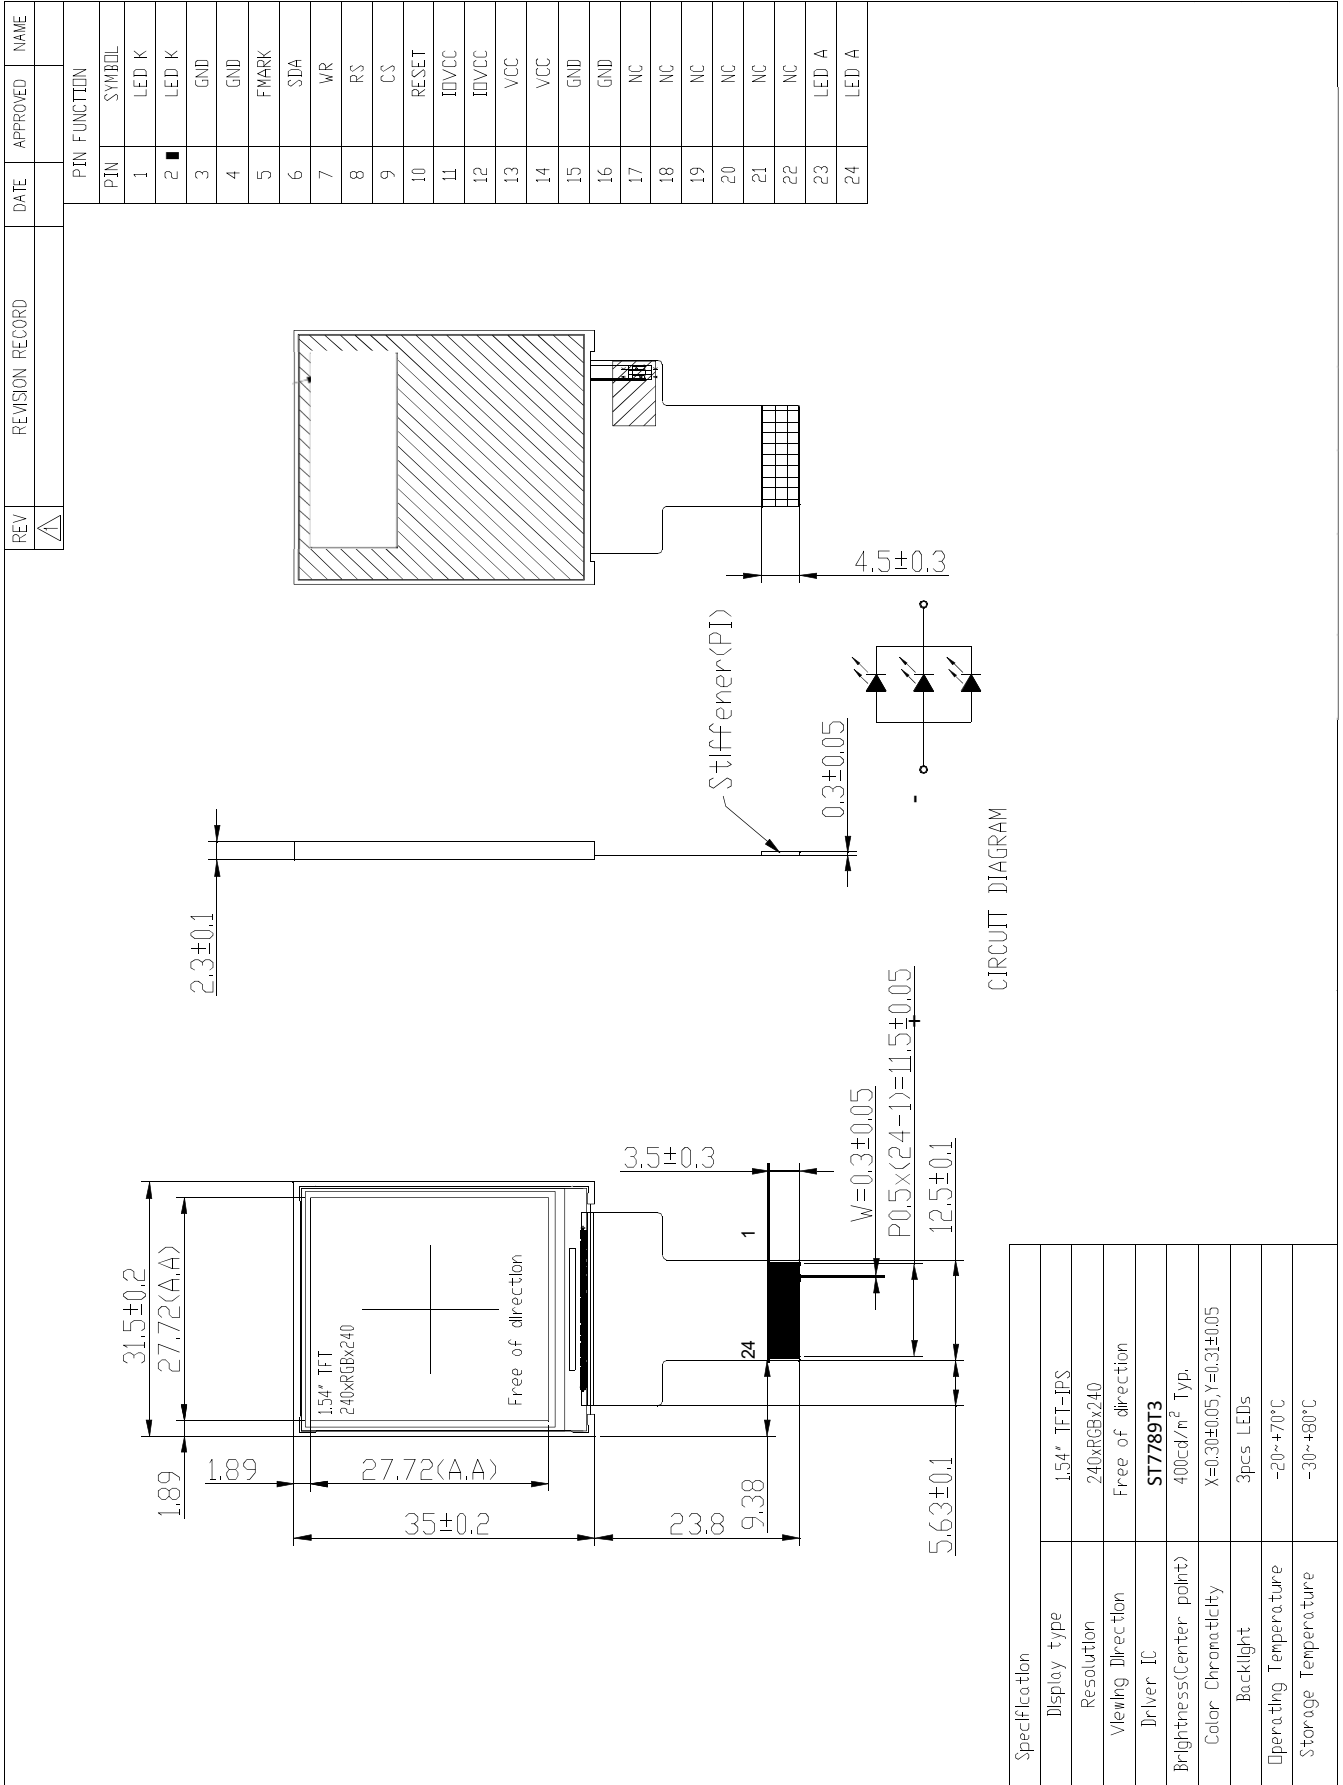 REV REVISION RECORD DATE APPROVED NAME
1
PIN FUNCTION
PIN SYMBOL
1 LED K
2 LED K
3 GND
4 GND
5 FMARK
6 SDA
7 WR
8 RS
9 CS
10 RESET
11 IOVCC
12 IOVCC
13 VCC
14 VCC
15 GND
16 GND
17 NC
18 NC
19 NC
20 NC
21 NC
22 NC
23 LED A
24 LED A
31.5±0.2
27.72(A.A)
1.89
1.89
27.72(A.A)
35±0.2
23.8
1.54" TFT
240xRGBx240
Free of direction
2.3±0.1
4.5±0.3
Stiffener(PI)
0.3±0.05
3.5±0.3
1
24
9.38
W=0.3±0.05
P0.5x(24-1)=11.5±0.05
+
12.5±0.1
5.63±0.1
-
CIRCUIT DIAGRAM
Specification
Display type 1.54" TFT-IPS
Resolution 240xRGBx240
Viewing Direction Free of direction
Driver IC ST7789T3
Brightness(Center point) 400cd/m² Typ.
Color Chromaticity X=0.30±0.05,Y=0.31±0.05
Backlight 3pcs LEDs
Operating Temperature -20~+70°C
Storage Temperature -30~+80°C